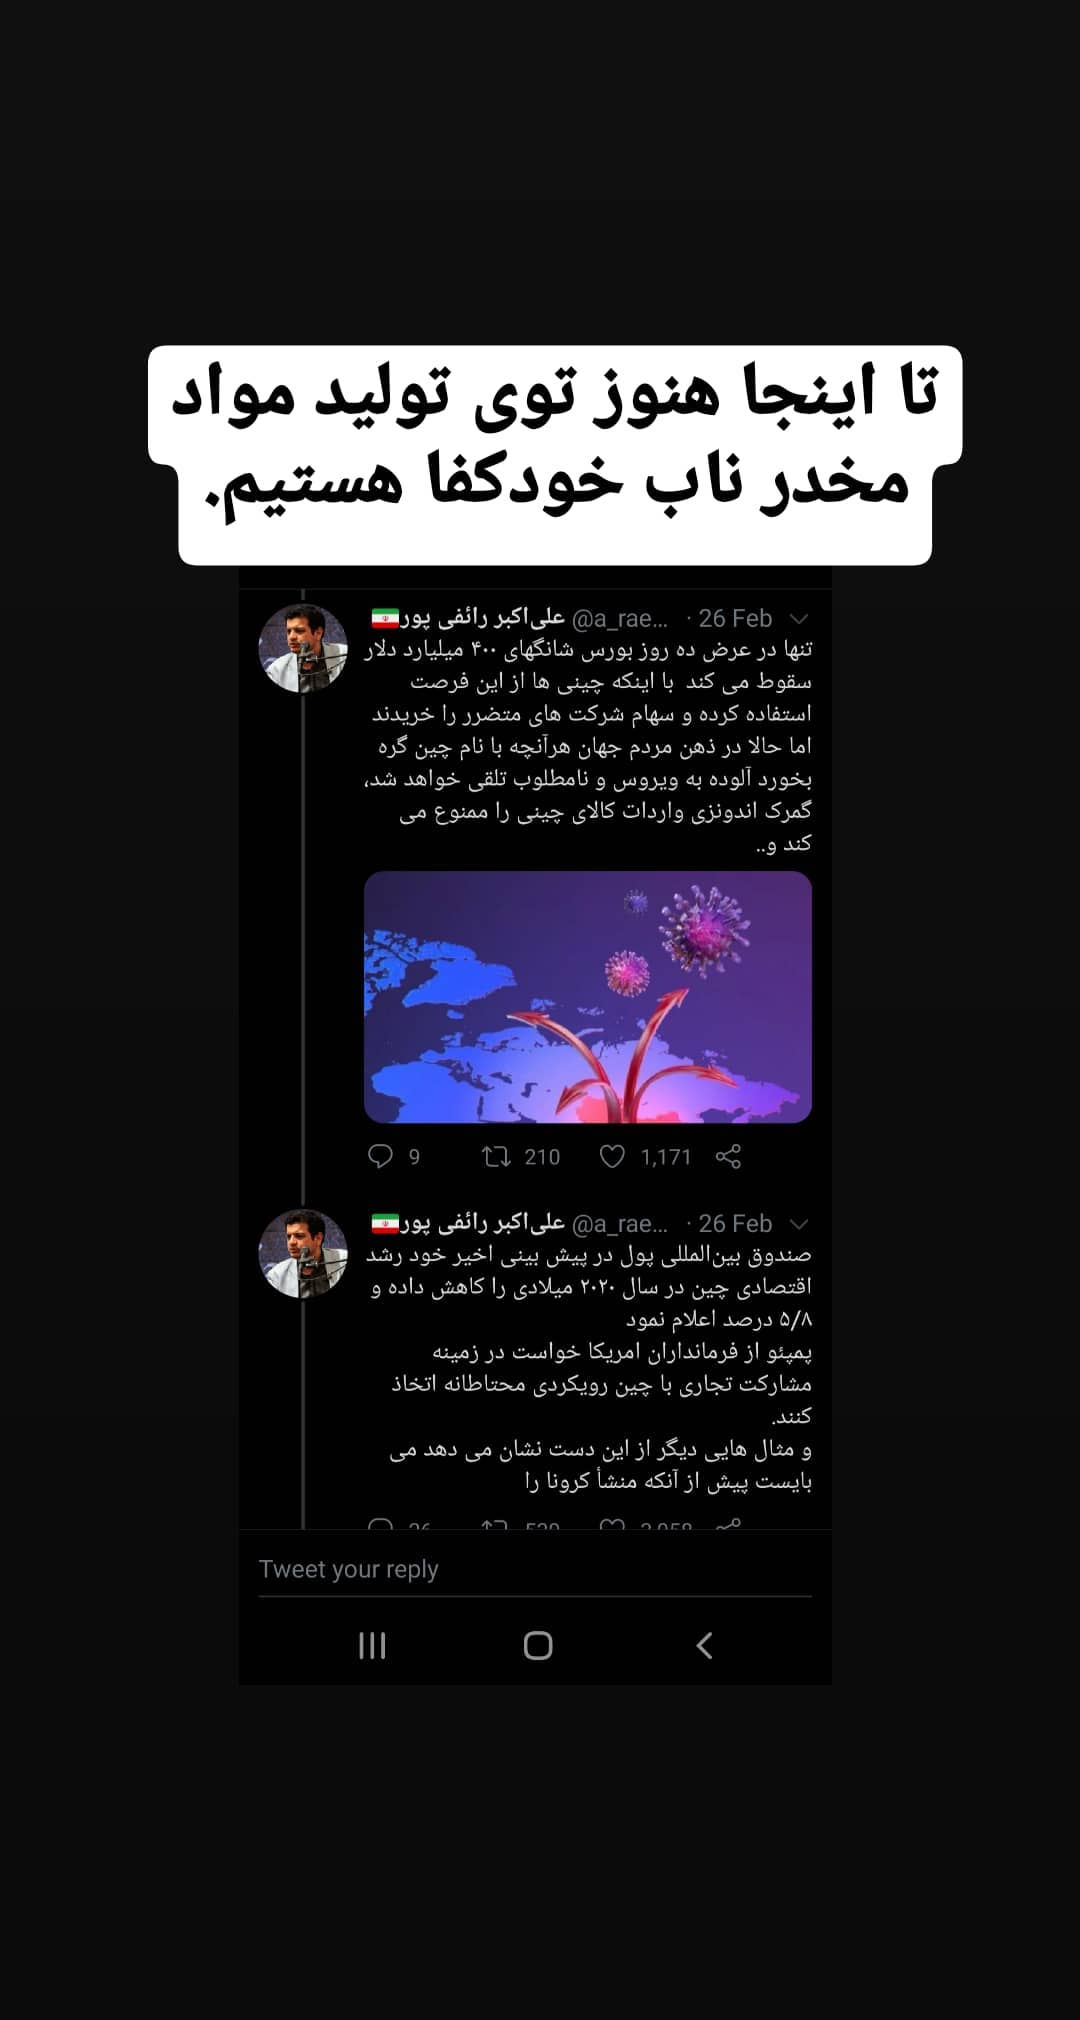 تا اینجا هنوز توی تولید مواد
مخدر ناب خودکفا هستیم.
علی‌اکبر رائفی پور🇮🇷 @a_rae... · 26 Feb
تنها در عرض ده روز بورس شانگهای ۴۰۰ میلیارد دلار
سقوط می کند با اینکه چینی ها از این فرصت
استفاده کرده و سهام شرکت های متضرر را خریدند
اما حالا در ذهن مردم جهان هرآنچه با نام چین گره
بخورد آلوده به ویروس و نامطلوب تلقی خواهد شد،
گمرک اندونزی واردات کالای چینی را ممنوع می
کند و..
9 210 1,171
علی‌اکبر رائفی پور🇮🇷 @a_rae... · 26 Feb
صندوق بین‌المللی پول در پیش بینی اخیر خود رشد
اقتصادی چین در سال ۲۰۲۰ میلادی را کاهش داده و
۵/۸ درصد اعلام نمود
پمپئو از فرمانداران امریکا خواست در زمینه
مشارکت تجاری با چین رویکردی محتاطانه اتخاذ
کنند.
و مثال هایی دیگر از این دست نشان می دهد می
بایست پیش از آنکه منشأ کرونا را
Tweet your reply